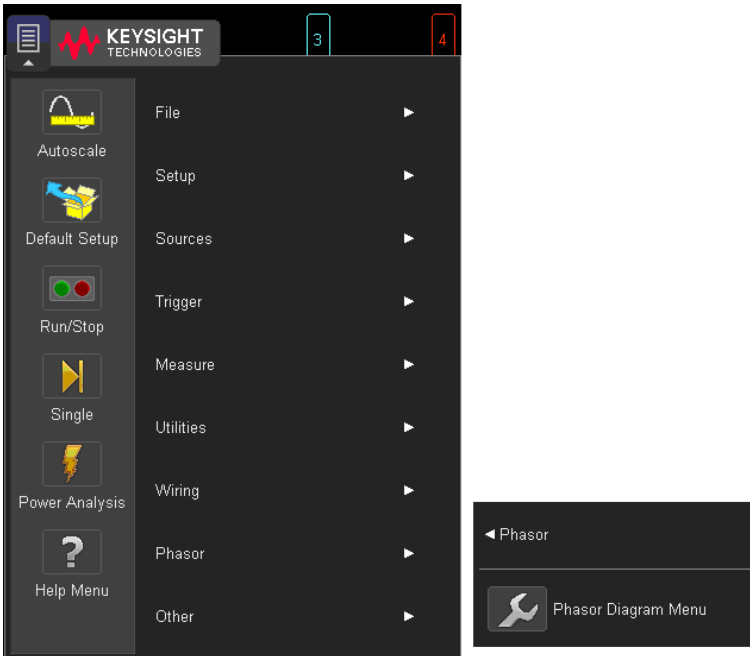 KEYSIGHT
TECHNOLOGIES
3
4
Autoscale
Default Setup
Run/Stop
Single
Power Analysis
Help Menu
File
Setup
Sources
Trigger
Measure
Utilities
Wiring
Phasor
Other
Phasor
Phasor Diagram Menu